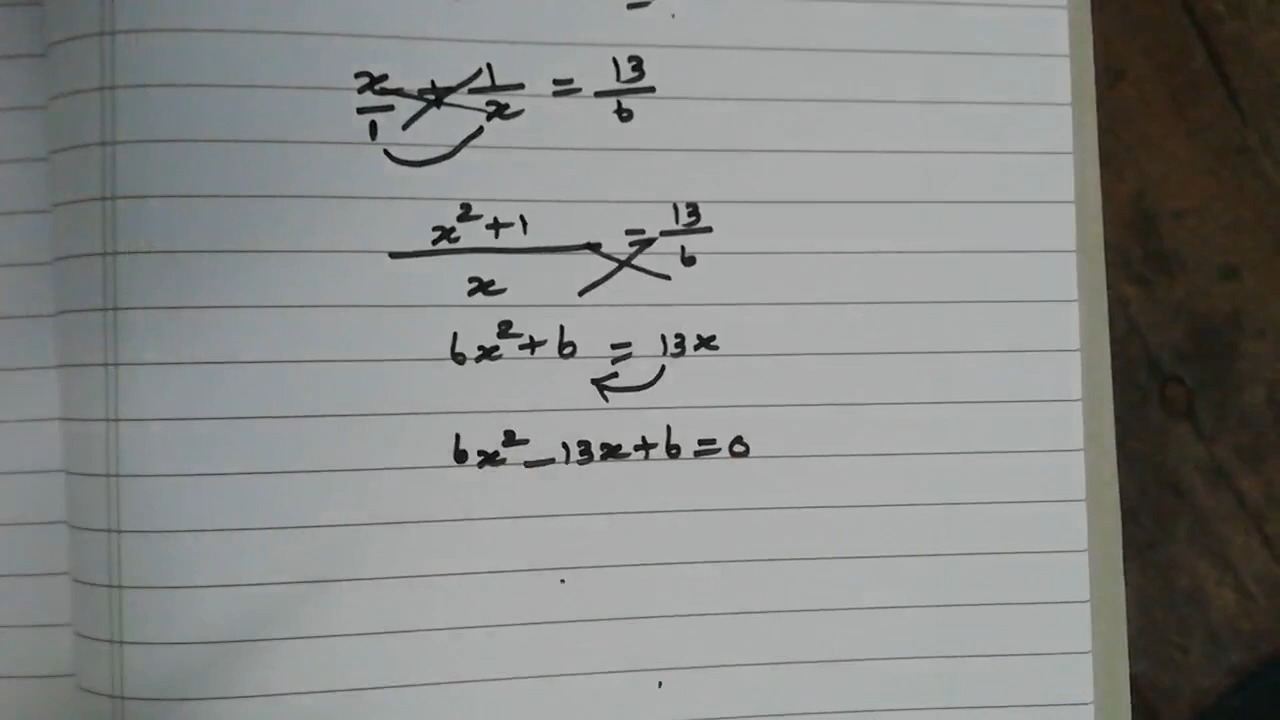 x/1 + 1/x = 13/6
x² + 1 / x = 13/6
6x² + 6 = 13x
6x² - 13x + 6 = 0